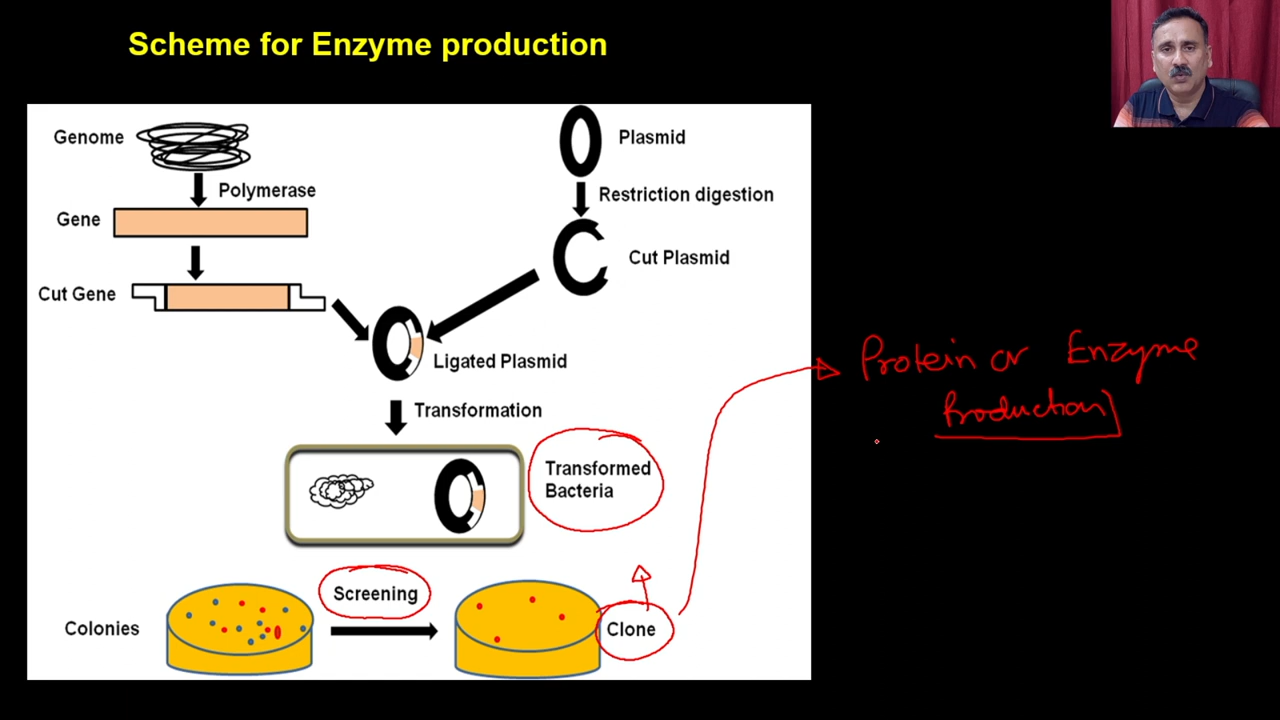 Scheme for Enzyme production
Genome
Plasmid
Polymerase
Restriction digestion
Gene
Cut Plasmid
Cut Gene
Ligated Plasmid
Protein or Enzyme
Production
Transformation
Transformed
Bacteria
Screening
Colonies
Clone